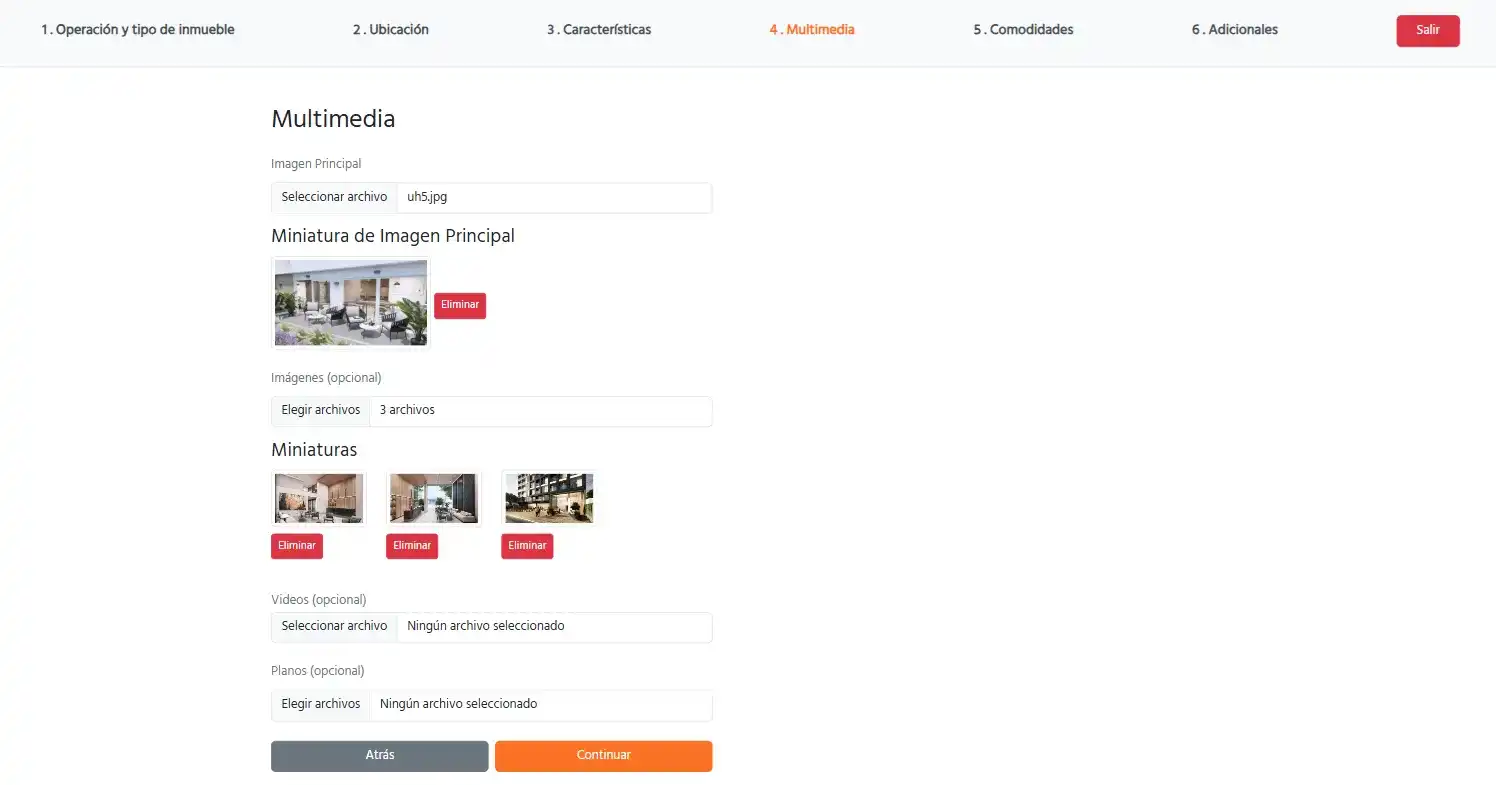 1 . Operación y tipo de inmueble
2 . Ubicación
3 . Características
4 . Multimedia
5 . Comodidades
6 . Adicionales
Salir
Multimedia
Imagen Principal
Seleccionar archivo uh5.jpg
Miniatura de Imagen Principal
Eliminar
Imágenes (opcional)
Elegir archivos 3 archivos
Miniaturas
Eliminar Eliminar Eliminar
Videos (opcional)
Seleccionar archivo Ningún archivo seleccionado
Planos (opcional)
Elegir archivos Ningún archivo seleccionado
Atrás Continuar